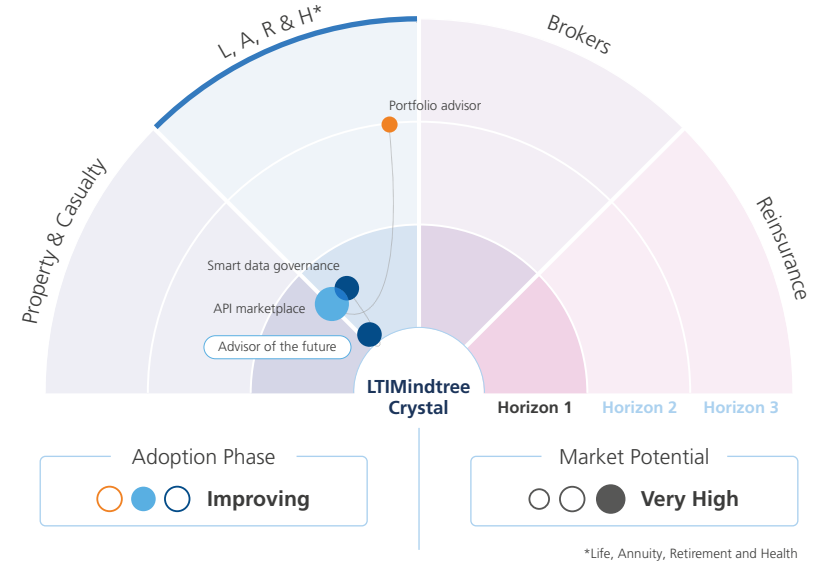 L, A, R & H*
Brokers
Portfolio advisor
Property & Casualty
Reinsurance
Smart data governance
API marketplace
Advisor of the future
LTIMindtree
Crystal
Horizon 1
Horizon 2
Horizon 3
Adoption Phase
Improving
Market Potential
Very High
*Life, Annuity, Retirement and Health